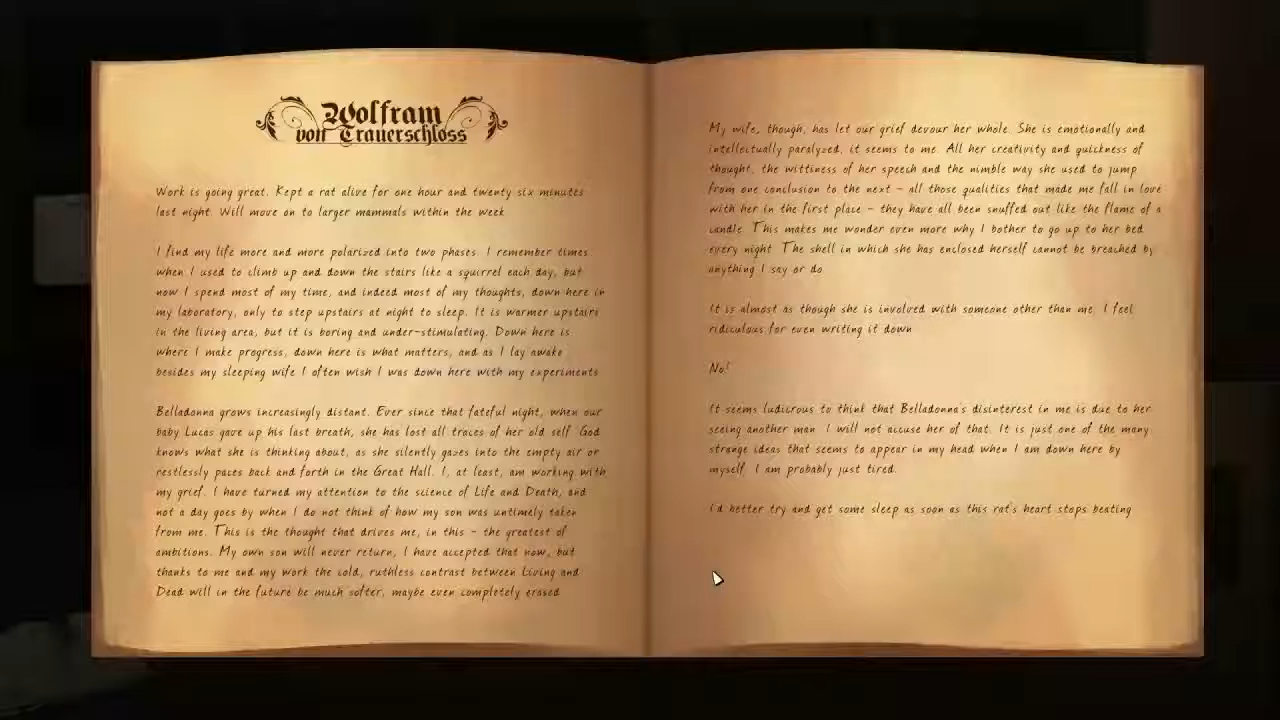 Wolfram
von Trauerschloss
Work is going great. Kept a rat alive for one hour and twenty six minutes
last night. Will move on to larger mammals within the week
I find my life more and more polarized into two phases. I remember times
when I used to climb up and down the stairs like a squirrel each day, but
now I spend most of my time, and indeed most of my thoughts, down here in
my laboratory, only to step upstairs at night to sleep. It is warmer upstairs
in the living area, but it is boring and under-stimulating. Down here is
where I make progress, down here is what matters, and as I lay awake
besides my sleeping wife I often wish I was down here with my experiments
Belladonna grows increasingly distant. Ever since that fateful night, when our
baby Lucas gave up his last breath, she has lost all traces of her old self. God
knows what she is thinking about, as she silently gazes into the empty air or
restlessly paces back and forth in the Great Hall. I, at least, am working with
my grief. I have turned my attention to the science of Life and Death, and
not a day goes by when I do not think of how my son was untimely taken
from me. This is the thought that drives me, in this - the greatest of
ambitions. My own son will never return, I have accepted that now, but
thanks to me and my work the cold, ruthless contrast between Living and
Dead will in the future be much softer, maybe even completely erased
My wife, though, has let our grief devour her whole. She is emotionally and
intellectually paralyzed, it seems to me. All her creativity and quickness of
thought, the wittiness of her speech and the nimble way she used to jump
from one conclusion to the next - all those qualities that made me fall in love
with her in the first place - they have all been snuffed out like the flame of a
candle. This makes me wonder even more why I bother to go up to her bed
every night. The shell in which she has enclosed herself cannot be breached by
anything I say or do.
It is almost as though she is involved with someone other than me. I feel
ridiculous for even writing it down
No!
It seems ludicrous to think that Belladonna's disinterest in me is due to her
seeing another man. I will not accuse her of that. It is just one of the many
strange ideas that seems to appear in my head when I am down here by
myself. I am probably just tired.
I'd better try and get some sleep as soon as this rat's heart stops beating